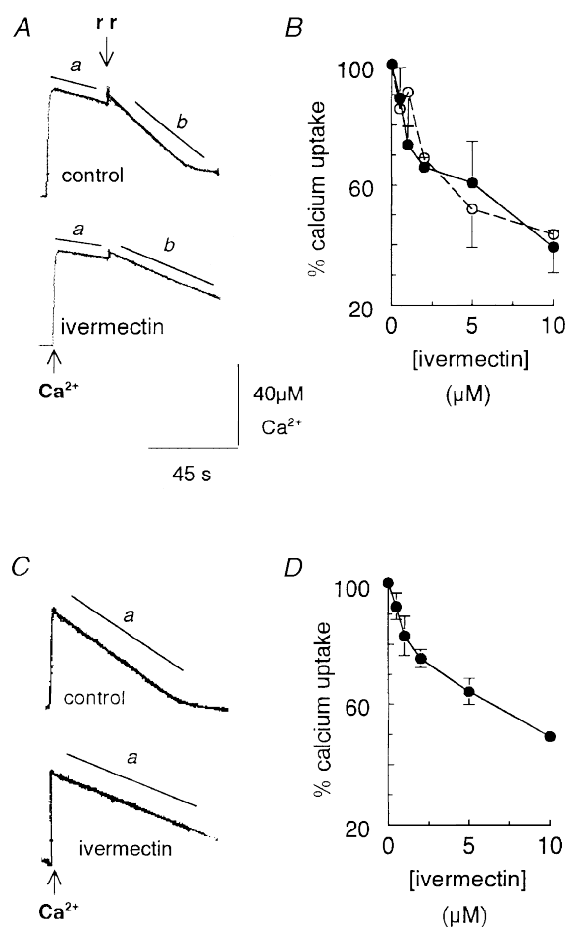 A
r r
a
b
control
a
b
ivermectin
Ca²⁺
40µM
Ca²⁺
45 s
B
% calcium uptake
100
60
20
0
5
10
[ivermectin]
(µM)
C
a
control
a
ivermectin
Ca²⁺
D
% calcium uptake
100
60
20
0
5
10
[ivermectin]
(µM)